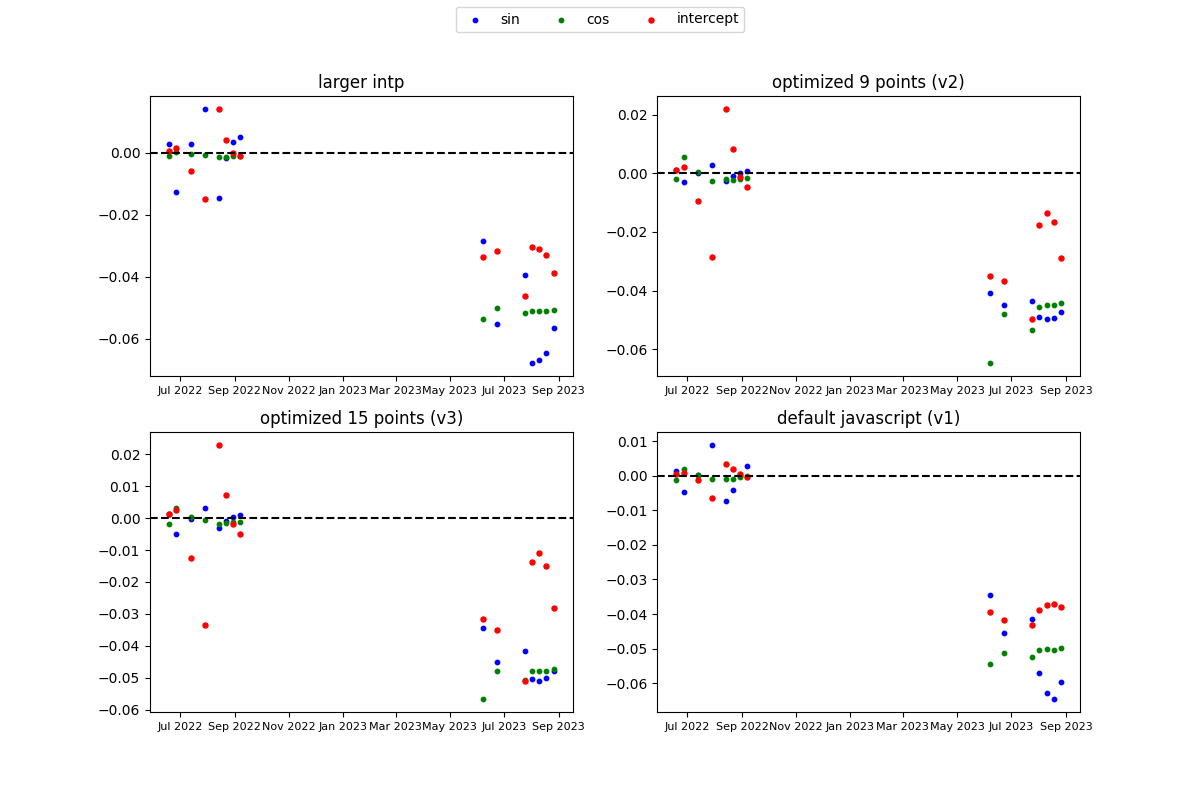 sin cos intercept
larger intp
0.00
−0.02
−0.04
−0.06
Jul 2022 Sep 2022 Nov 2022 Jan 2023 Mar 2023 May 2023 Jul 2023 Sep 2023
optimized 9 points (v2)
0.02
0.00
−0.02
−0.04
−0.06
Jul 2022 Sep 2022 Nov 2022 Jan 2023 Mar 2023 May 2023 Jul 2023 Sep 2023
optimized 15 points (v3)
0.02
0.01
0.00
−0.01
−0.02
−0.03
−0.04
−0.05
−0.06
Jul 2022 Sep 2022 Nov 2022 Jan 2023 Mar 2023 May 2023 Jul 2023 Sep 2023
default javascript (v1)
0.01
0.00
−0.01
−0.02
−0.03
−0.04
−0.05
−0.06
Jul 2022 Sep 2022 Nov 2022 Jan 2023 Mar 2023 May 2023 Jul 2023 Sep 2023